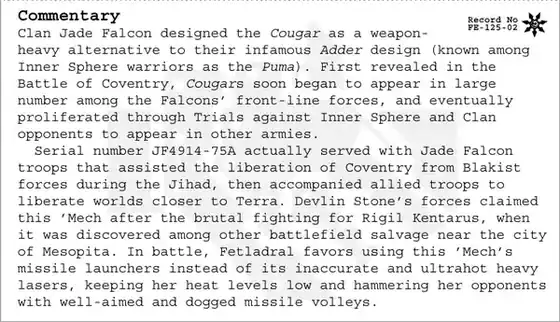 Commentary
Record No
FE-125-02
Clan Jade Falcon designed the Cougar as a weapon-
heavy alternative to their infamous Adder design (known among
Inner Sphere warriors as the Puma). First revealed in the
Battle of Coventry, Cougars soon began to appear in large
number among the Falcons’ front-line forces, and eventually
proliferated through Trials against Inner Sphere and Clan
opponents to appear in other armies.
Serial number JF4914-75A actually served with Jade Falcon
troops that assisted the liberation of Coventry from Blakist
forces during the Jihad, then accompanied allied troops to
liberate worlds closer to Terra. Devlin Stone’s forces claimed
this ’Mech after the brutal fighting for Rigil Kentarus, when
it was discovered among other battlefield salvage near the city
of Mesopita. In battle, Fetladral favors using this ’Mech’s
missile launchers instead of its inaccurate and ultrahot heavy
lasers, keeping her heat levels low and hammering her opponents
with well-aimed and dogged missile volleys.